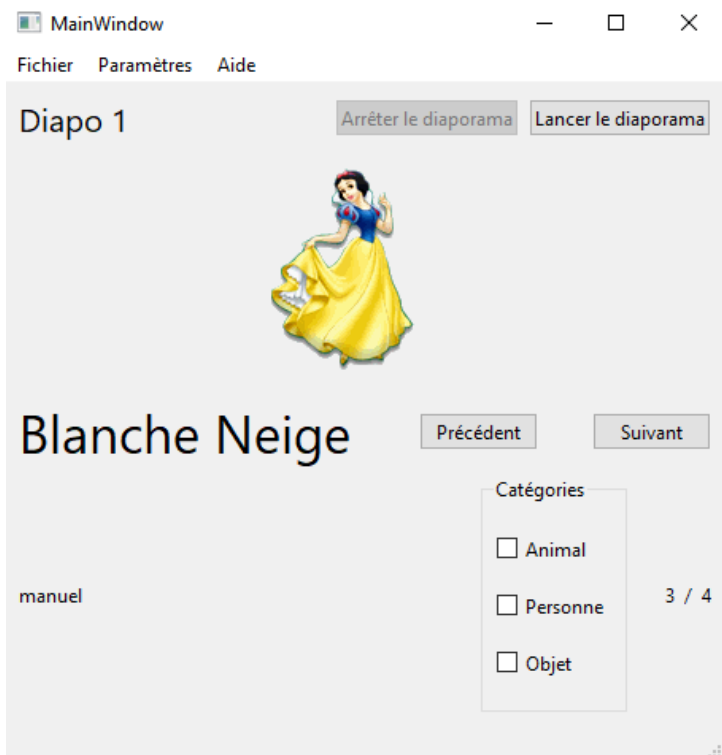 MainWindow
Fichier Paramètres Aide
Diapo 1
Arrêter le diaporama
Lancer le diaporama
Blanche Neige
Précédent
Suivant
Catégories
Animal
manuel
Personne
3 / 4
Objet